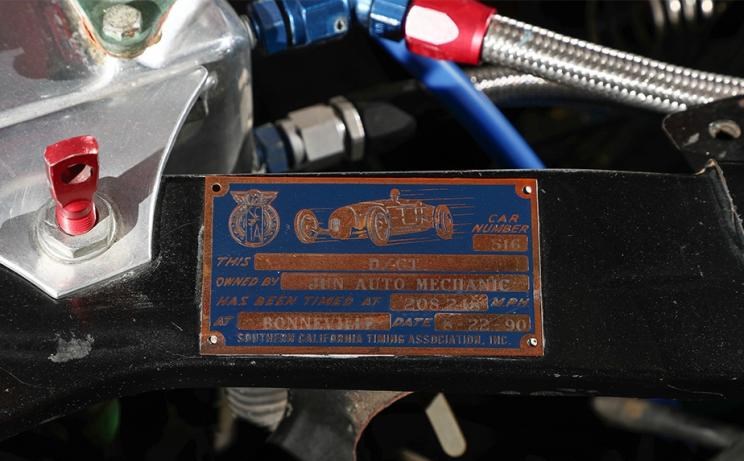 CAR
NUMBER
516
THIS D/GT
OWNED BY JUN AUTO MECHANIC
HAS BEEN TIMED AT 208.248 MPH
AT BONNEVILLE DATE 8-22-90
SOUTHERN CALIFORNIA TIMING ASSOCIATION, INC.